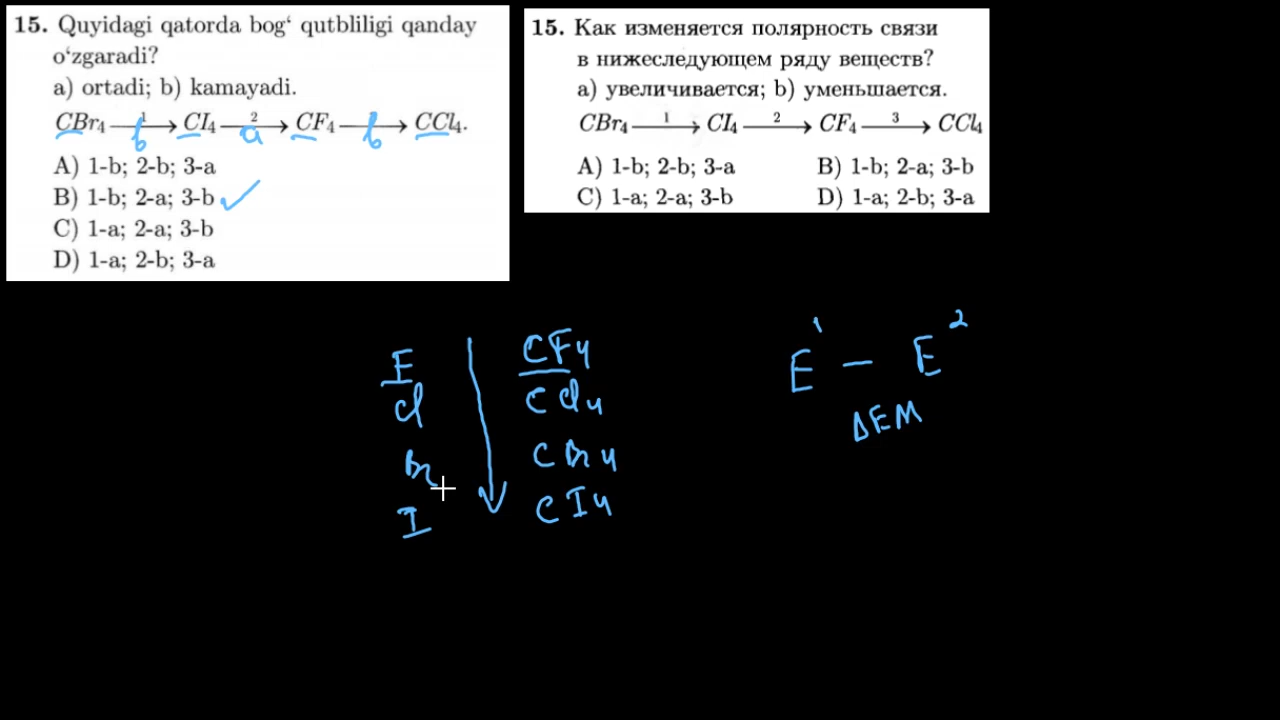 15. Quyidagi qatorda bog‘ qutbliligi qanday
o‘zgaradi?
a) ortadi; b) kamayadi.
CBr₄ —1→ CI₄ —2→ CF₄ —→ CCl₄.
b a b
A) 1-b; 2-b; 3-a
B) 1-b; 2-a; 3-b ✓
C) 1-a; 2-a; 3-b
D) 1-a; 2-b; 3-a
15. Как изменяется полярность связи
в нижеследующем ряду веществ?
a) увеличивается; b) уменьшается.
CBr₄ —1→ CI₄ —2→ CF₄ —3→ CCl₄
A) 1-b; 2-b; 3-a B) 1-b; 2-a; 3-b
C) 1-a; 2-a; 3-b D) 1-a; 2-b; 3-a
F CF4
Cl CCl4
Br CBr4
I CI4
E¹ – E²
ΔEM